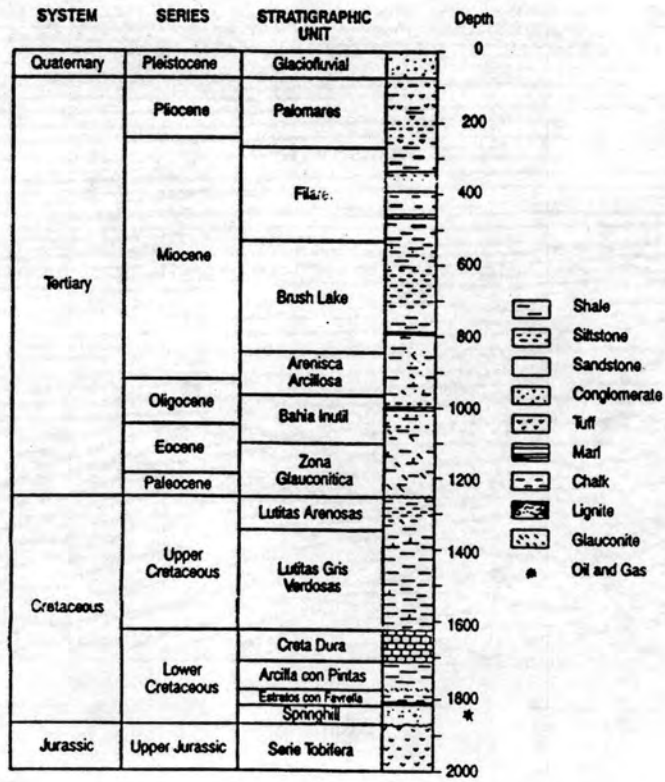 SYSTEM SERIES STRATIGRAPHIC UNIT Depth
0
Quaternary Pleistocene Glaciofluvial
Pliocene Palomares
200
Filare.
400
Tertiary Miocene
600
Brush Lake
800
Arenisca
Arcillosa
Oligocene
1000
Bahia Inutil
Eocene
Zona
Glauconitica
Paleocene
1200
Lutitas Arenosas
Upper
Cretaceous
1400
Lutitas Gris
Verdosas
Cretaceous
1600
Creta Dura
Lower
Cretaceous
Arcilla con Pintas
Estratos con Favrella
1800
Springhill
Jurassic Upper Jurassic Serie Tobifera
2000
Shale
Siltstone
Sandstone
Conglomerate
Tuff
Marl
Chalk
Lignite
Glauconite
* Oil and Gas